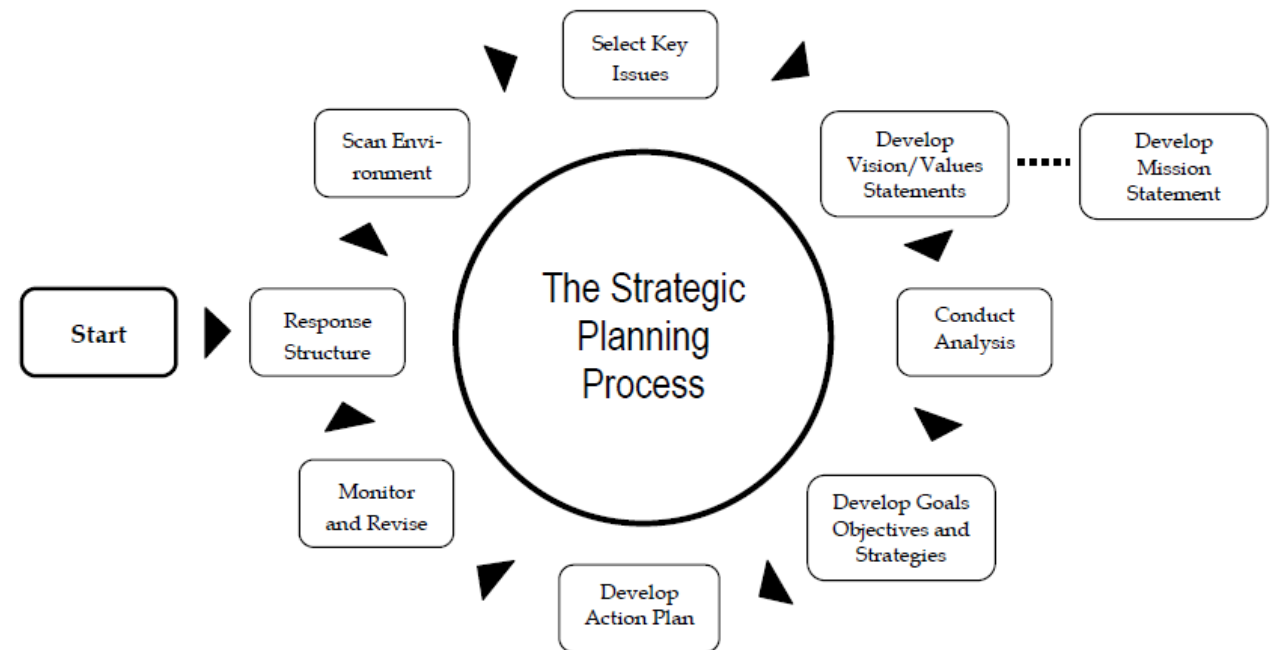 Select Key
Issues
Scan Envi-
ronment
Develop
Vision/Values
Statements
Develop
Mission
Statement
The Strategic
Planning
Process
Start
Response
Structure
Conduct
Analysis
Monitor
and Revise
Develop Goals
Objectives and
Strategies
Develop
Action Plan